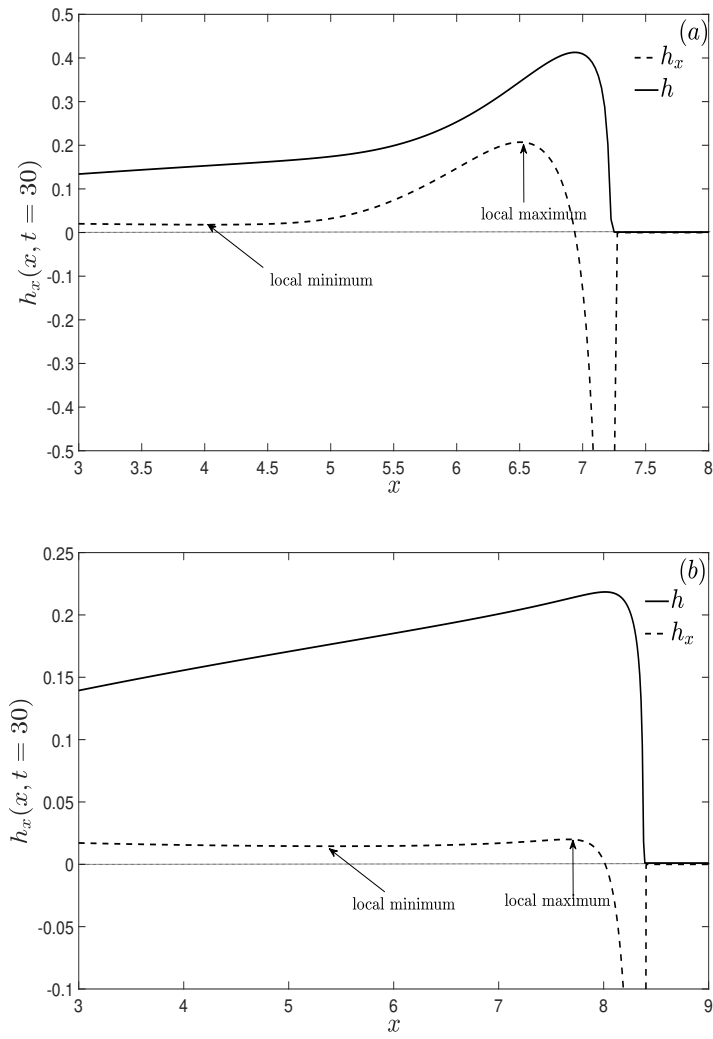 (a)
h_x
h
0.5
0.4
0.3
0.2
0.1
0
-0.1
-0.2
-0.3
-0.4
-0.5
h_x(x, t = 30)
local maximum
local minimum
3 3.5 4 4.5 5 5.5 6 6.5 7 7.5 8
x
(b)
h
h_x
0.25
0.2
0.15
0.1
0.05
0
-0.05
-0.1
h_x(x, t = 30)
local minimum
local maximum
3 4 5 6 7 8 9
x